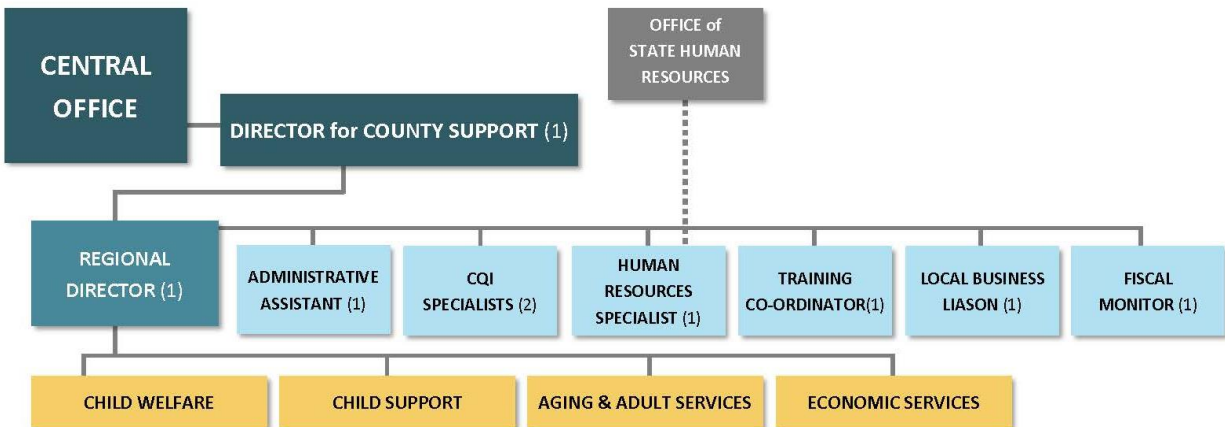 CENTRAL
OFFICE
OFFICE of
STATE HUMAN
RESOURCES
DIRECTOR for COUNTY SUPPORT (1)
REGIONAL
DIRECTOR (1)
ADMINISTRATIVE
ASSISTANT (1)
CQI
SPECIALISTS (2)
HUMAN
RESOURCES
SPECIALIST (1)
TRAINING
CO-ORDINATOR(1)
LOCAL BUSINESS
LIASON (1)
FISCAL
MONITOR (1)
CHILD WELFARE
CHILD SUPPORT
AGING & ADULT SERVICES
ECONOMIC SERVICES